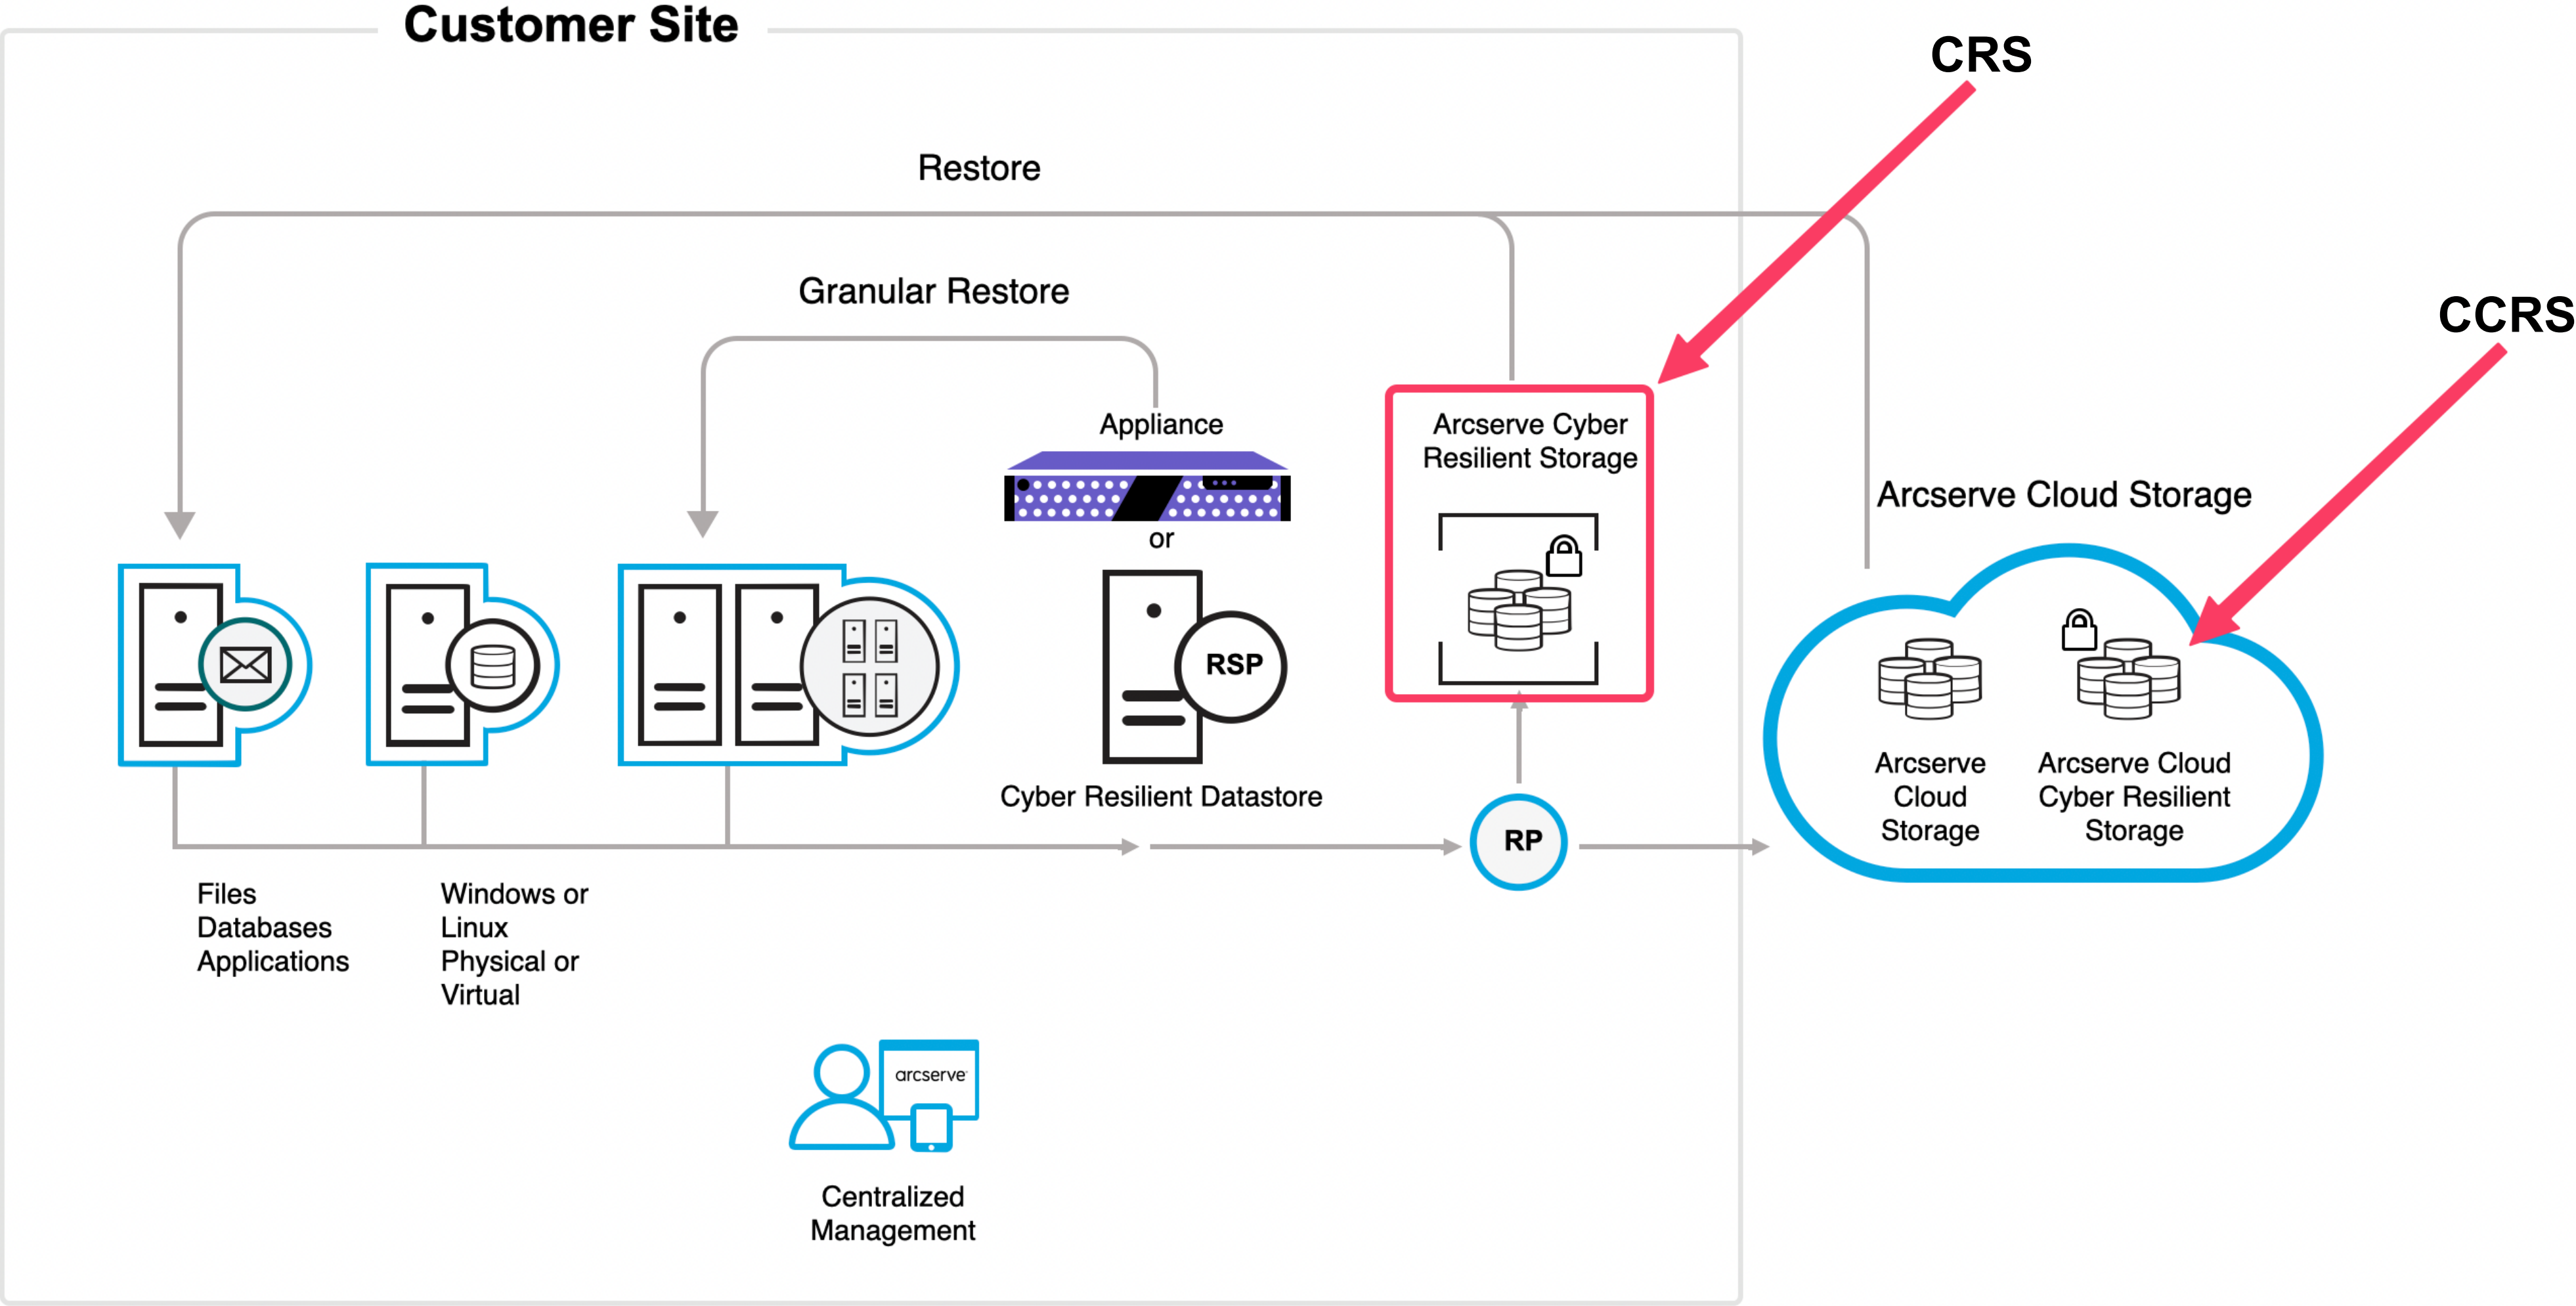 Customer Site
CRS
Restore
Granular Restore
CCRS
Appliance
or
RSP
Cyber Resilient Datastore
Arcserve Cyber
Resilient Storage
RP
Arcserve Cloud Storage
Arcserve
Cloud
Storage
Arcserve Cloud
Cyber Resilient
Storage
Files
Databases
Applications
Windows or
Linux
Physical or
Virtual
arcserve
Centralized
Management